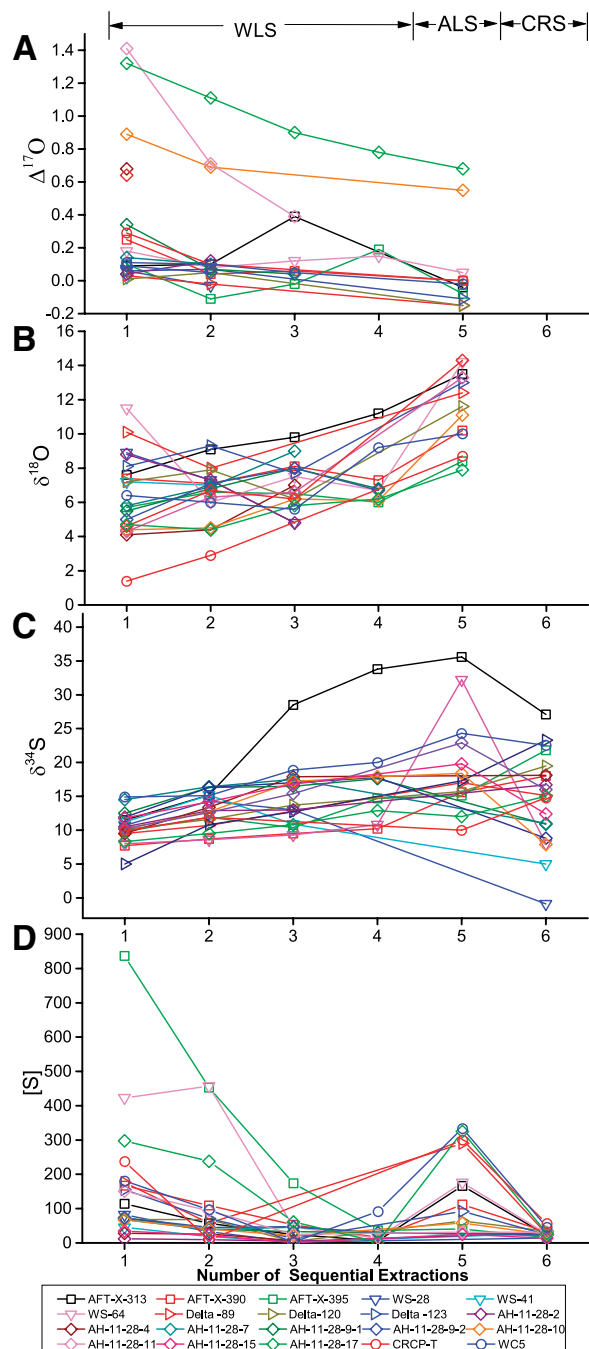 WLS ALS CRS
A
1.4
1.2
1.0
0.8
0.6
0.4
0.2
0.0
-0.2
Δ17O
1 2 3 4 5 6
B
16
14
12
10
8
6
4
2
0
δ18O
1 2 3 4 5 6
C
40
35
30
25
20
15
10
5
0
δ34S
1 2 3 4 5 6
D
900
800
700
600
500
400
300
200
100
0
[S]
1 2 3 4 5 6
Number of Sequential Extractions
AFT-X-313 AFT-X-390 AFT-X-395 WS-28 WS-41
WS-64 Delta -89 Delta -120 Delta -123 AH-11-28-2
AH-11-28-4 AH-11-28-7 AH-11-28-9-1 AH-11-28-9-2 AH-11-28-10
AH-11-28-11 AH-11-28-15 AH-11-28-17 CRCP-T WC5